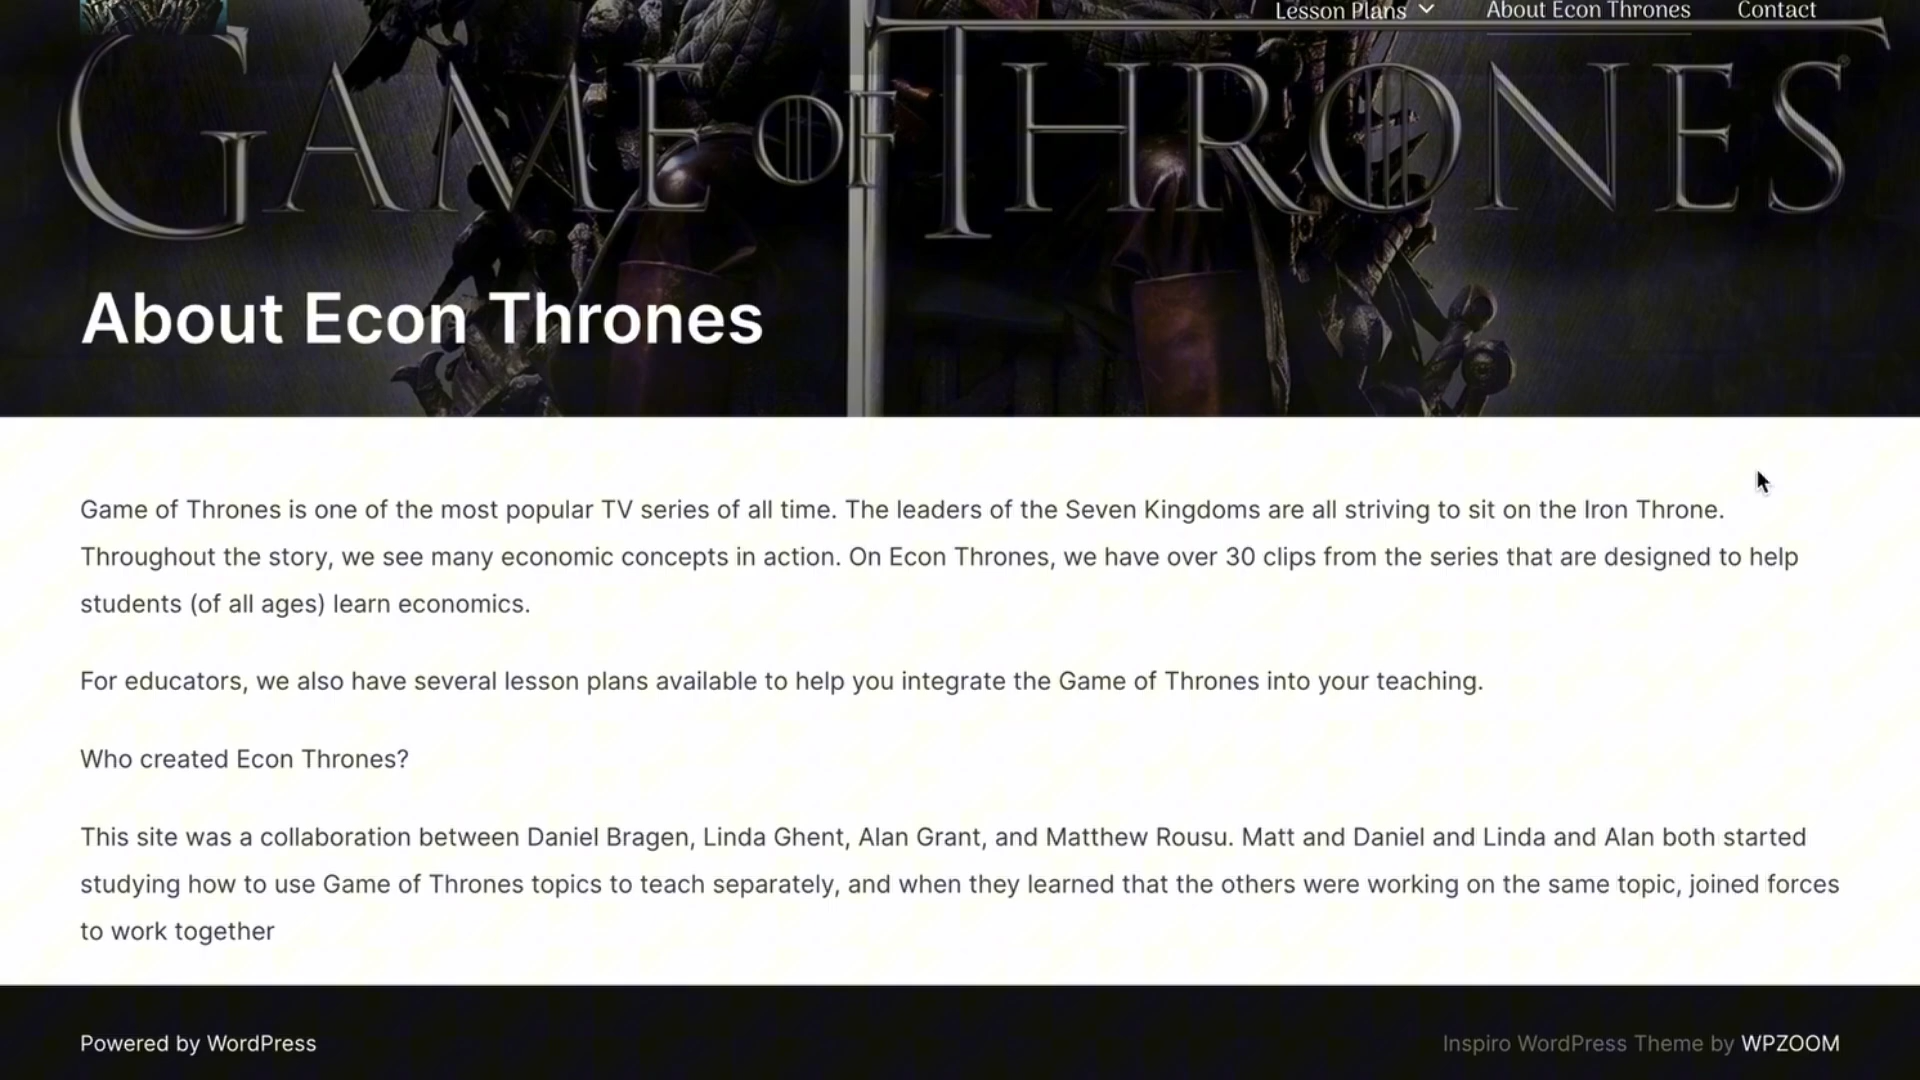 Lesson Plans About Econ Thrones Contact
GAME OF THRONES®
About Econ Thrones
Game of Thrones is one of the most popular TV series of all time. The leaders of the Seven Kingdoms are all striving to sit on the Iron Throne.
Throughout the story, we see many economic concepts in action. On Econ Thrones, we have over 30 clips from the series that are designed to help
students (of all ages) learn economics.
For educators, we also have several lesson plans available to help you integrate the Game of Thrones into your teaching.
Who created Econ Thrones?
This site was a collaboration between Daniel Bragen, Linda Ghent, Alan Grant, and Matthew Rousu. Matt and Daniel and Linda and Alan both started
studying how to use Game of Thrones topics to teach separately, and when they learned that the others were working on the same topic, joined forces
to work together
Powered by WordPress
Inspiro WordPress Theme by WPZOOM